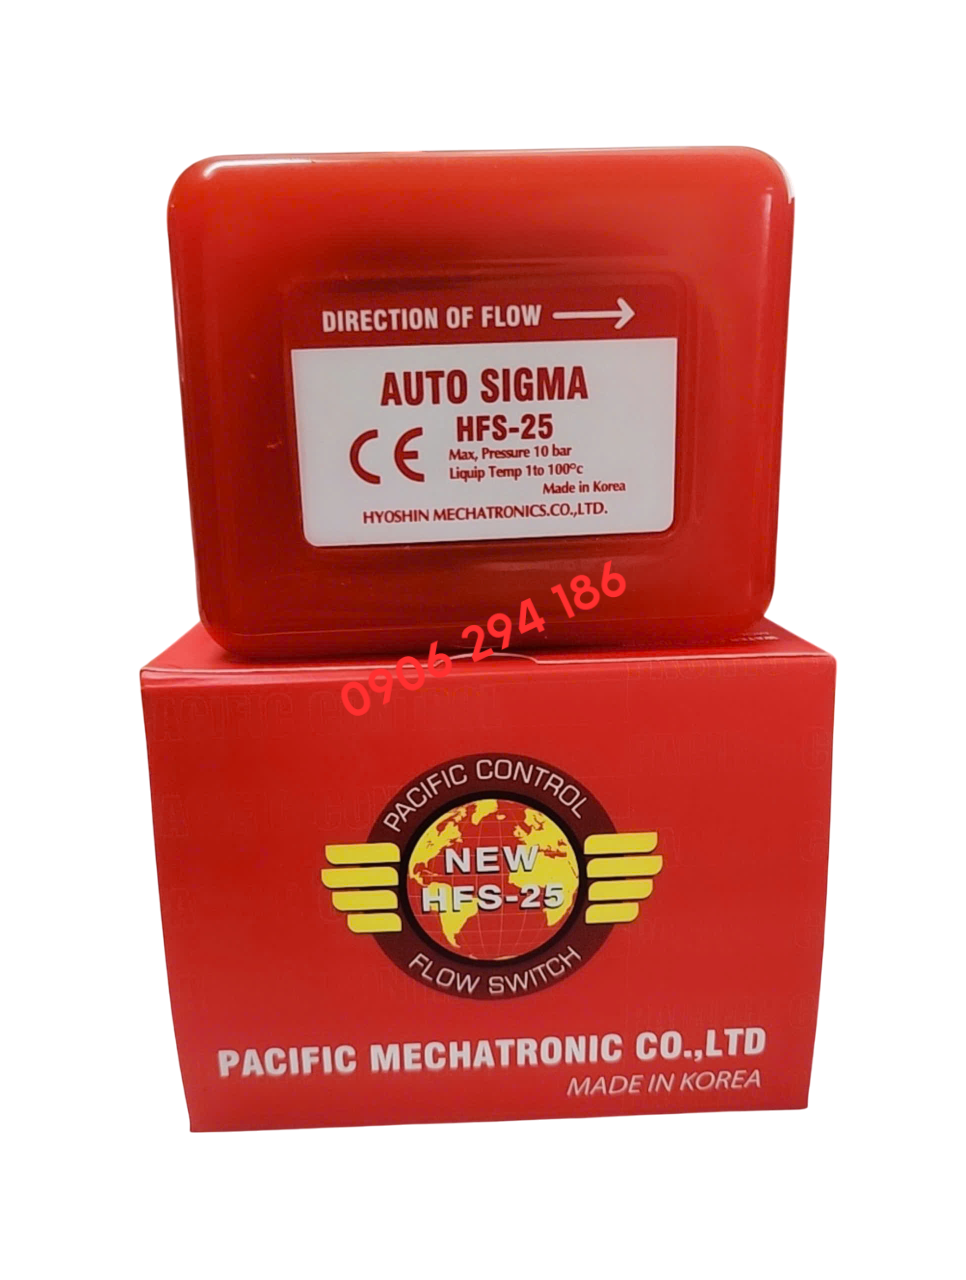 DIRECTION OF FLOW
AUTO SIGMA
HFS-25
CE
Max, Pressure 10 bar
Liquip Temp 1to 100°c
Made in Korea
HYOSHIN MECHATRONICS.CO.,LTD.
0906 294 186
PACIFIC CONTROL
PACIFIC CONTROL
NEW
HFS-25
FLOW SWITCH
PACIFIC MECHATRONIC CO.,LTD
MADE IN KOREA